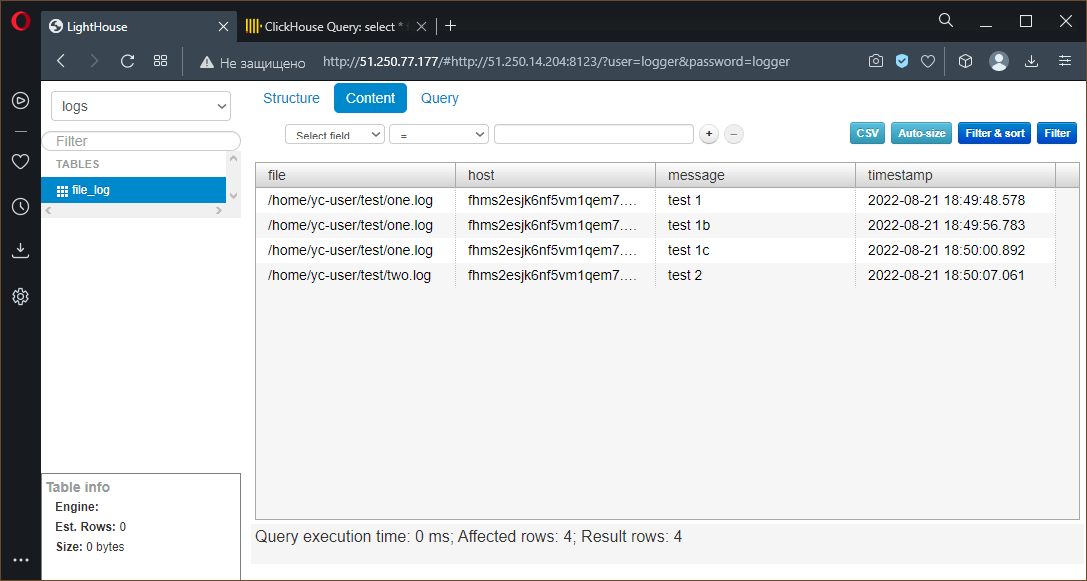 LightHouse
ClickHouse Query: select *
Не защищено
http://51.250.77.177/#http://51.250.14.204:8123/?user=logger&password=logger
logs
Structure Content Query
Filter
Select field = + − CSV Auto-size Filter & sort Filter
TABLES
file_log
file host message timestamp
/home/yc-user/test/one.log fhms2esjk6nf5vm1qem7.… test 1 2022-08-21 18:49:48.578
/home/yc-user/test/one.log fhms2esjk6nf5vm1qem7.… test 1b 2022-08-21 18:49:56.783
/home/yc-user/test/one.log fhms2esjk6nf5vm1qem7.… test 1c 2022-08-21 18:50:00.892
/home/yc-user/test/two.log fhms2esjk6nf5vm1qem7.… test 2 2022-08-21 18:50:07.061
Table info
Engine:
Est. Rows: 0
Size: 0 bytes
Query execution time: 0 ms; Affected rows: 4; Result rows: 4